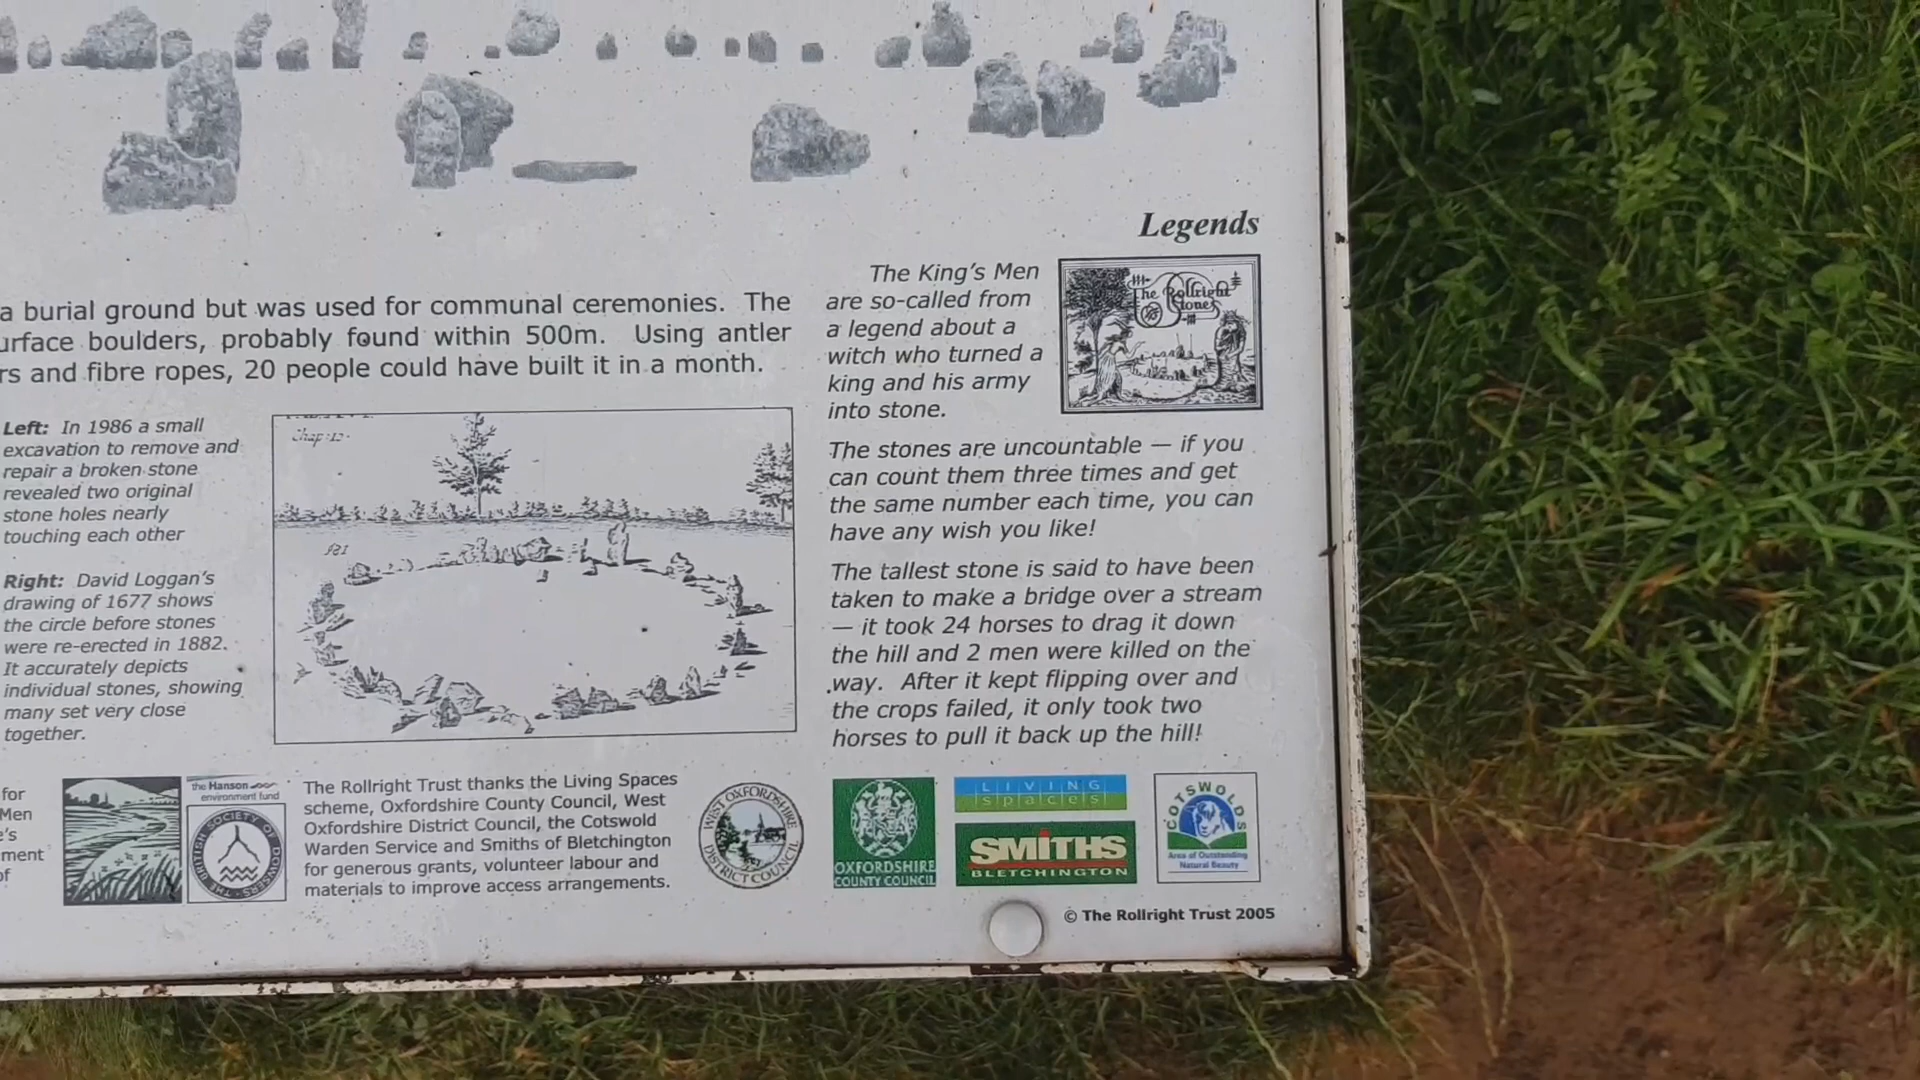 Legends
a burial ground but was used for communal ceremonies. The
urface boulders, probably found within 500m. Using antler
rs and fibre ropes, 20 people could have built it in a month.
Left: In 1986 a small
excavation to remove and
repair a broken stone
revealed two original
stone holes nearly
touching each other
Right: David Loggan's
drawing of 1677 shows
the circle before stones
were re-erected in 1882.
It accurately depicts
individual stones, showing
many set very close
together.
Chap: 12:
The King's Men
are so-called from
a legend about a
witch who turned a
king and his army
into stone.
The Rollright
Stones
The stones are uncountable — if you
can count them three times and get
the same number each time, you can
have any wish you like!
The tallest stone is said to have been
taken to make a bridge over a stream
— it took 24 horses to drag it down
the hill and 2 men were killed on the
way. After it kept flipping over and
the crops failed, it only took two
horses to pull it back up the hill!
for
Men
e's
ment
of
the Hanson
environment fund
THE BRITISH SOCIETY OF DOWSERS
The Rollright Trust thanks the Living Spaces
scheme, Oxfordshire County Council, West
Oxfordshire District Council, the Cotswold
Warden Service and Smiths of Bletchington
for generous grants, volunteer labour and
materials to improve access arrangements.
WEST OXFORDSHIRE
DISTRICT COUNCIL
OXFORDSHIRE
COUNTY COUNCIL
LIVING
spaces
SMITHS
BLETCHINGTON
COTSWOLDS
Area of Outstanding
Natural Beauty
© The Rollright Trust 2005